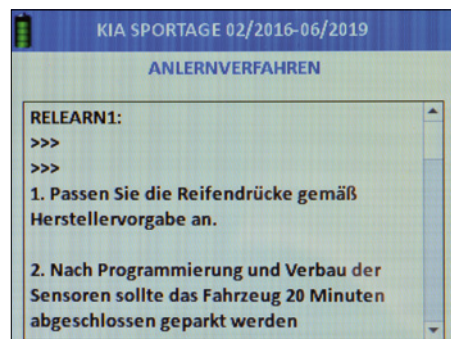 KIA SPORTAGE 02/2016-06/2019
ANLERNVERFAHREN
RELEARN1:
>>>
>>>
1. Passen Sie die Reifendrücke gemäß
Herstellervorgabe an.
2. Nach Programmierung und Verbau der
Sensoren sollte das Fahrzeug 20 Minuten
abgeschlossen geparkt werden